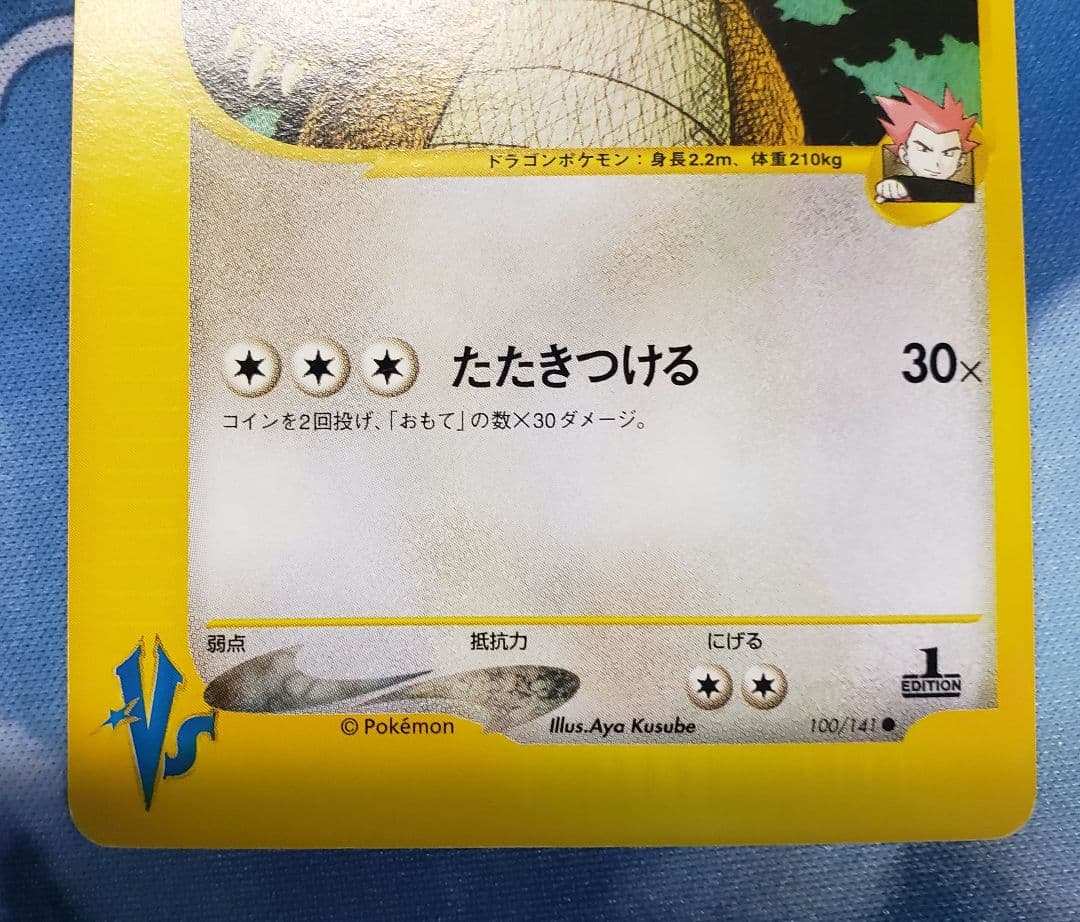 ドラゴンポケモン：身長2.2m、体重210kg
たたきつける 30×
コインを2回投げ、「おもて」の数×30ダメージ。
弱点 抵抗力 にげる
1 EDITION
VS
© Pokémon Illus.Aya Kusube 100/141●